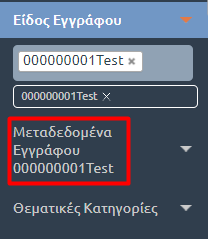 Είδος Εγγράφου
000000001Test ×
000000001Test ×
Μεταδεδομένα
Εγγράφου
000000001Test
Θεματικές Κατηγορίες